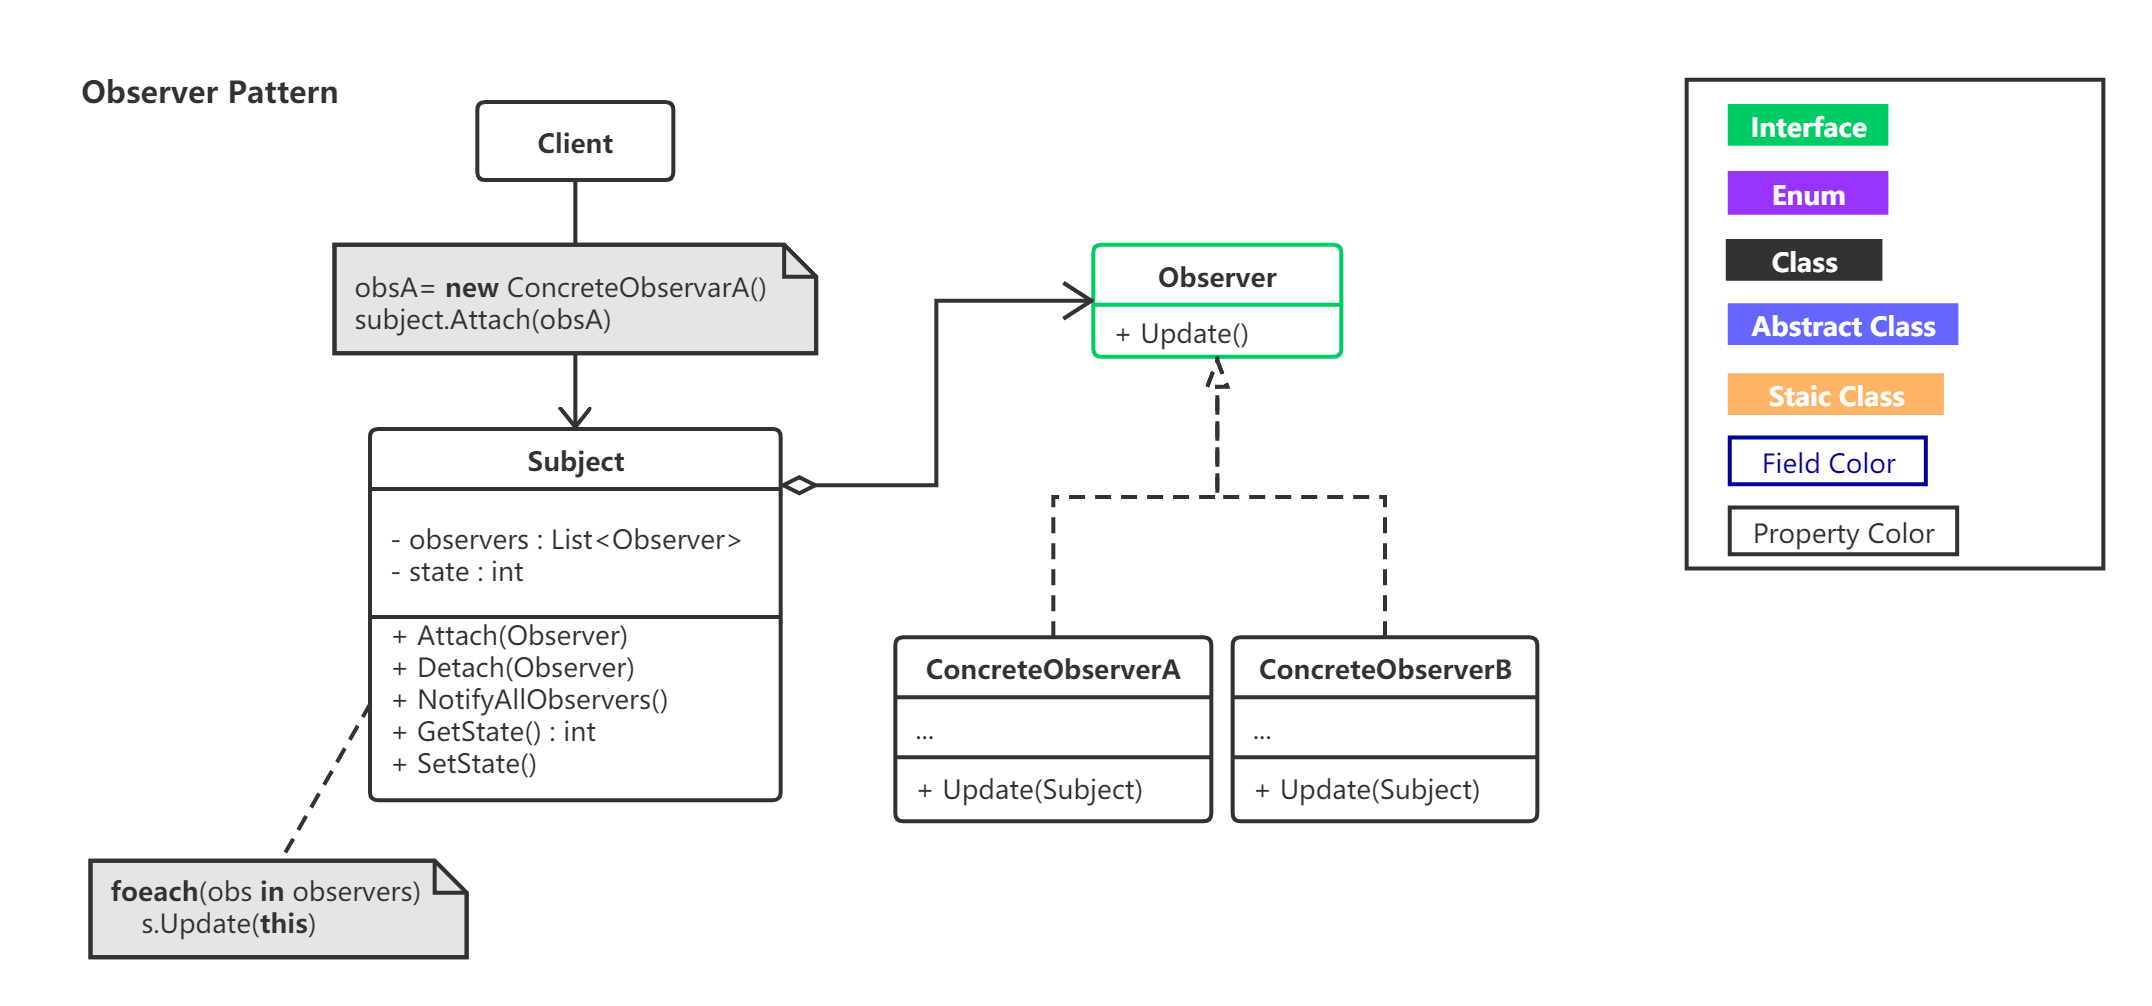 Observer Pattern
Client
obsA= new ConcreteObservarA()
subject.Attach(obsA)
Subject
- observers : List<Observer>
- state : int
+ Attach(Observer)
+ Detach(Observer)
+ NotifyAllObservers()
+ GetState() : int
+ SetState()
foeach(obs in observers)
s.Update(this)
Observer
+ Update()
ConcreteObserverA
...
+ Update(Subject)
ConcreteObserverB
...
+ Update(Subject)
Interface
Enum
Class
Abstract Class
Staic Class
Field Color
Property Color